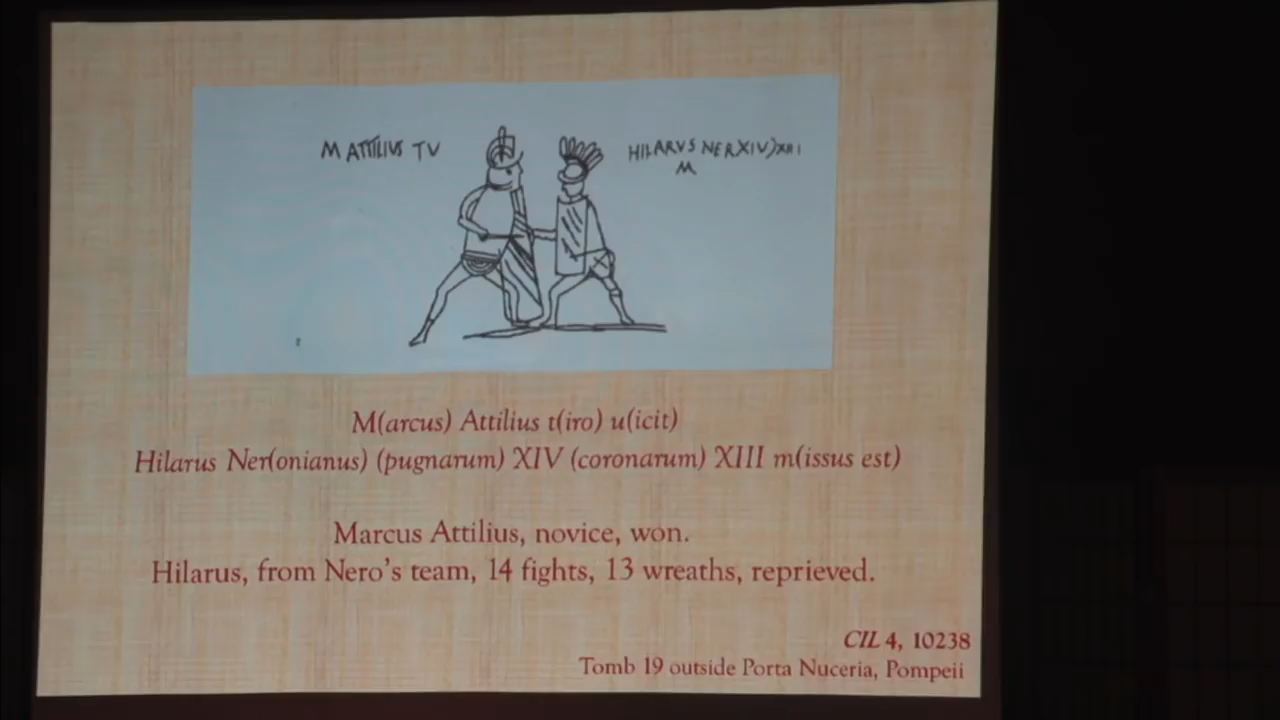 M ATTILIUS TV
HILARVS NER XIV)XIII
M
M(arcus) Attilius t(iro) u(icit)
Hilarus Ner(onianus) (pugnarum) XIV (coronarum) XIII m(issus est)
Marcus Attilius, novice, won.
Hilarus, from Nero's team, 14 fights, 13 wreaths, reprieved.
CIL 4, 10238
Tomb 19 outside Porta Nuceria, Pompeii